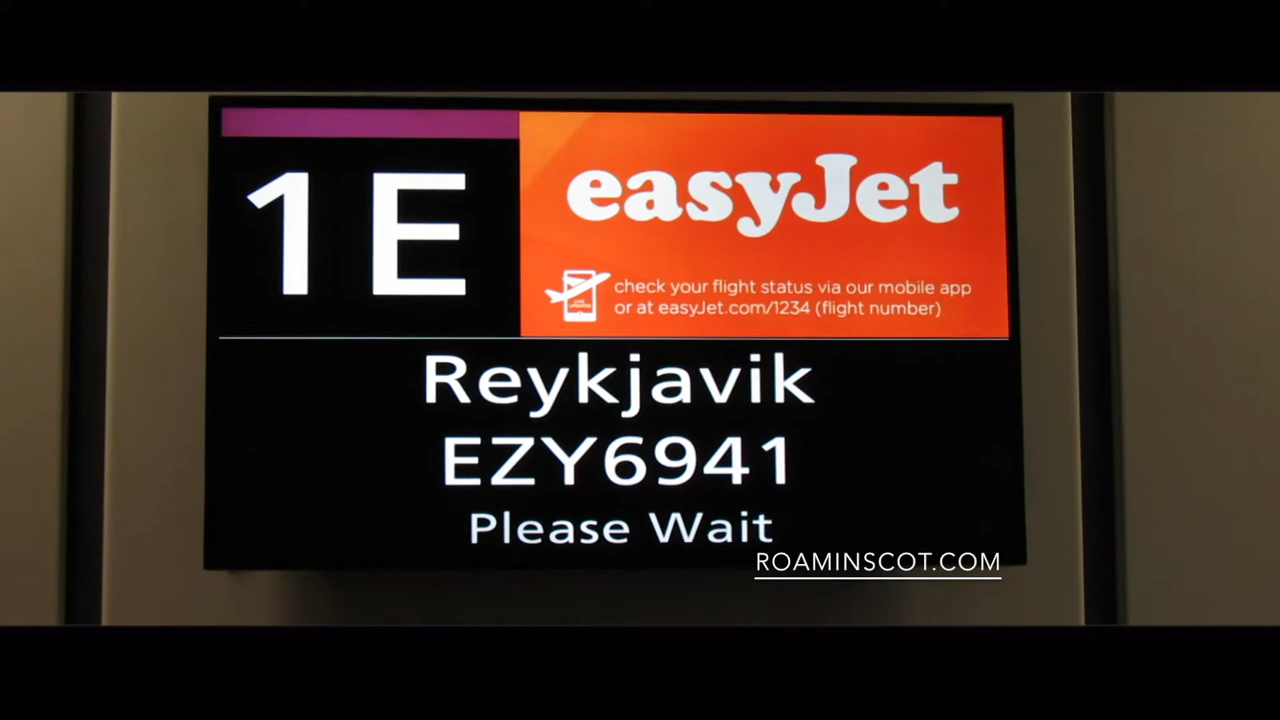 1E
easyJet
check your flight status via our mobile app
or at easyJet.com/1234 (flight number)
Reykjavik
EZY6941
Please Wait
ROAMINSCOT.COM